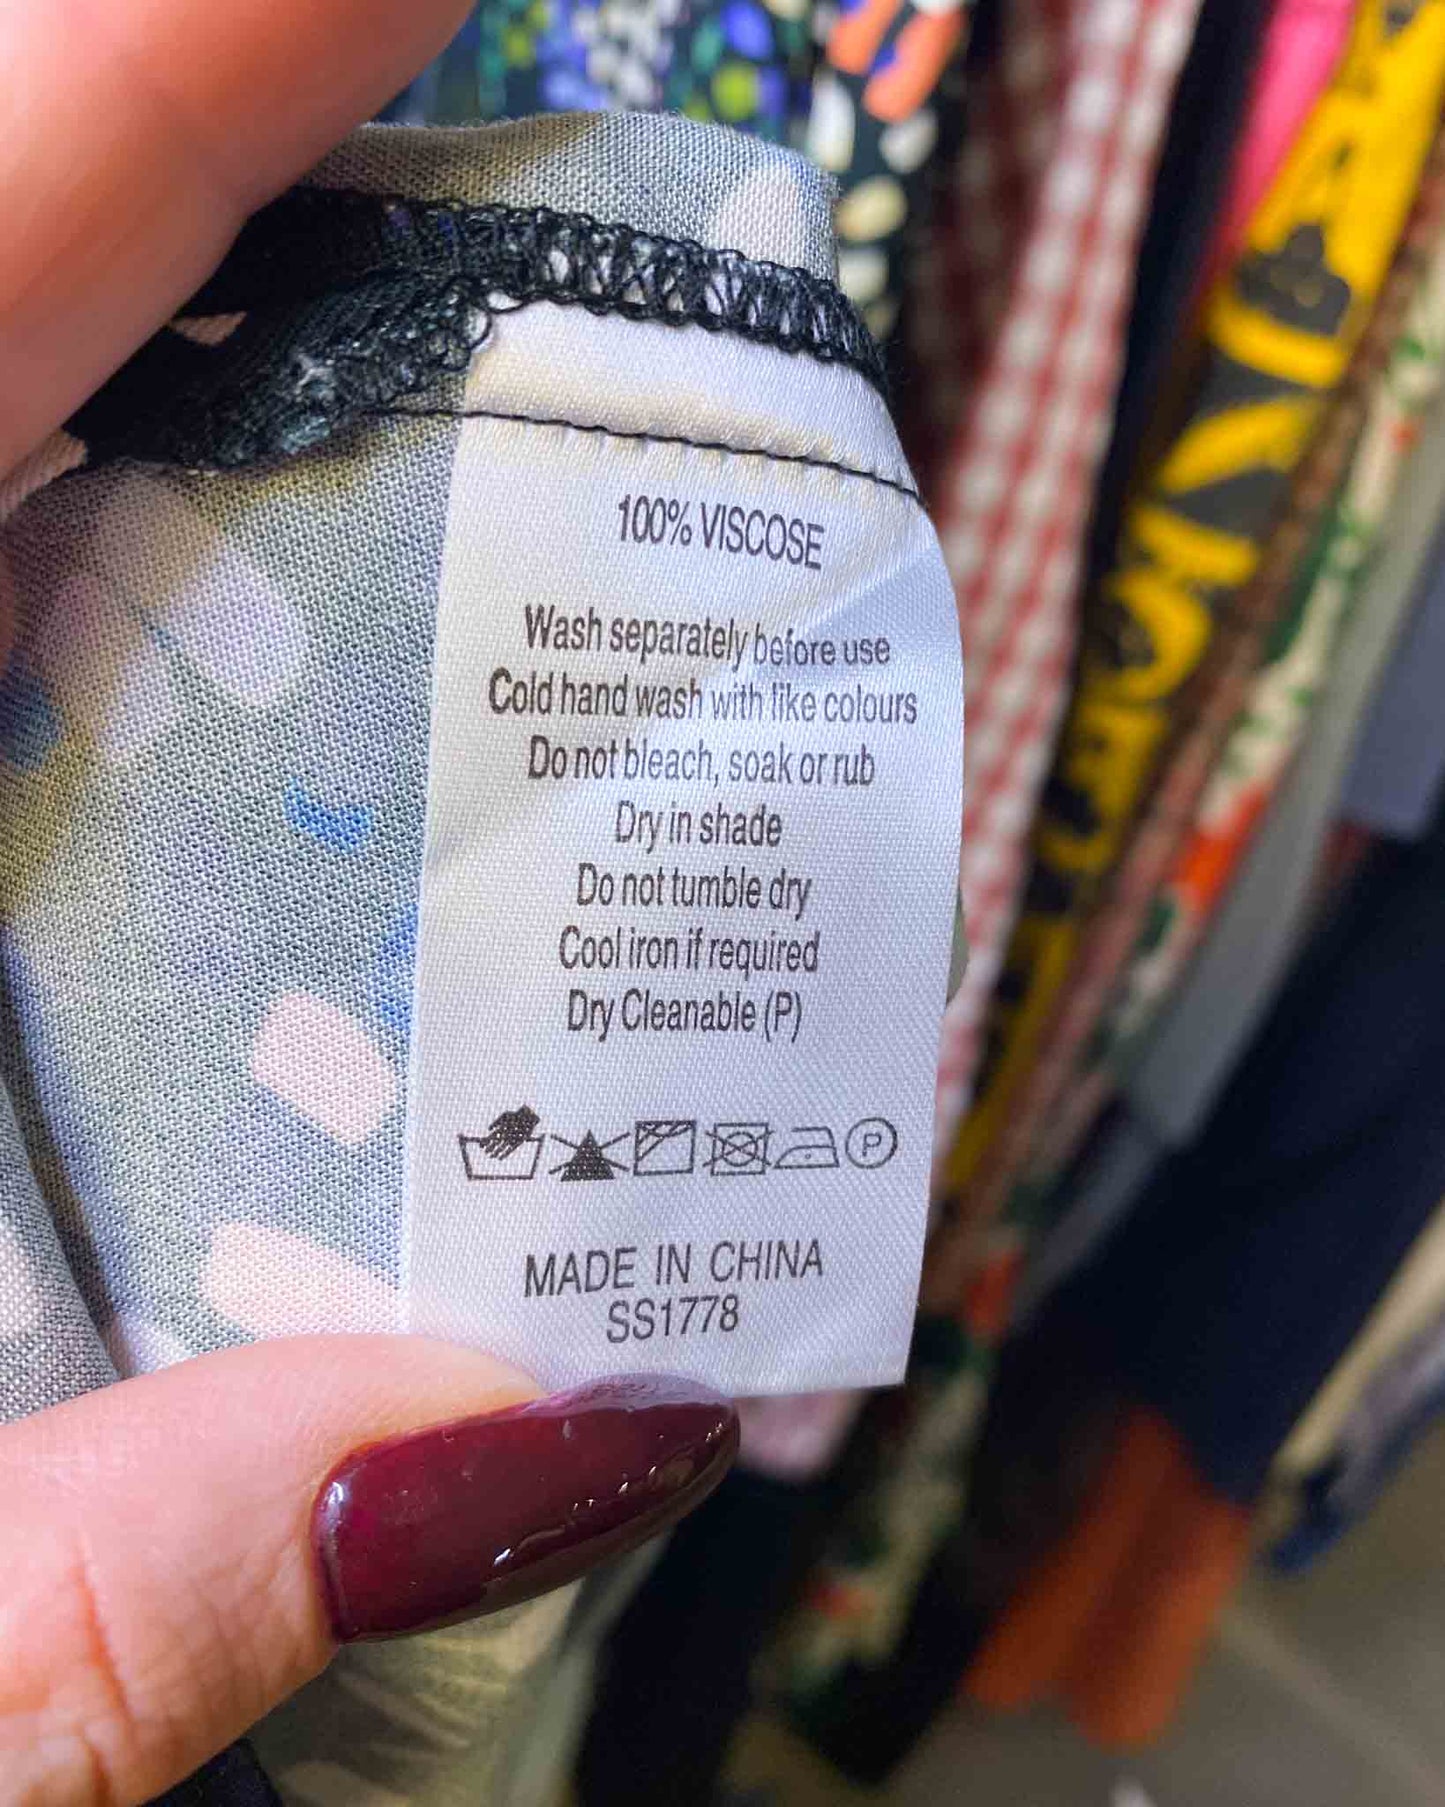 100% VISCOSE
Wash separately before use
Cold hand wash with like colours
Do not bleach, soak or rub
Dry in shade
Do not tumble dry
Cool iron if required
Dry Cleanable (P)
P
MADE IN CHINA
SS1778